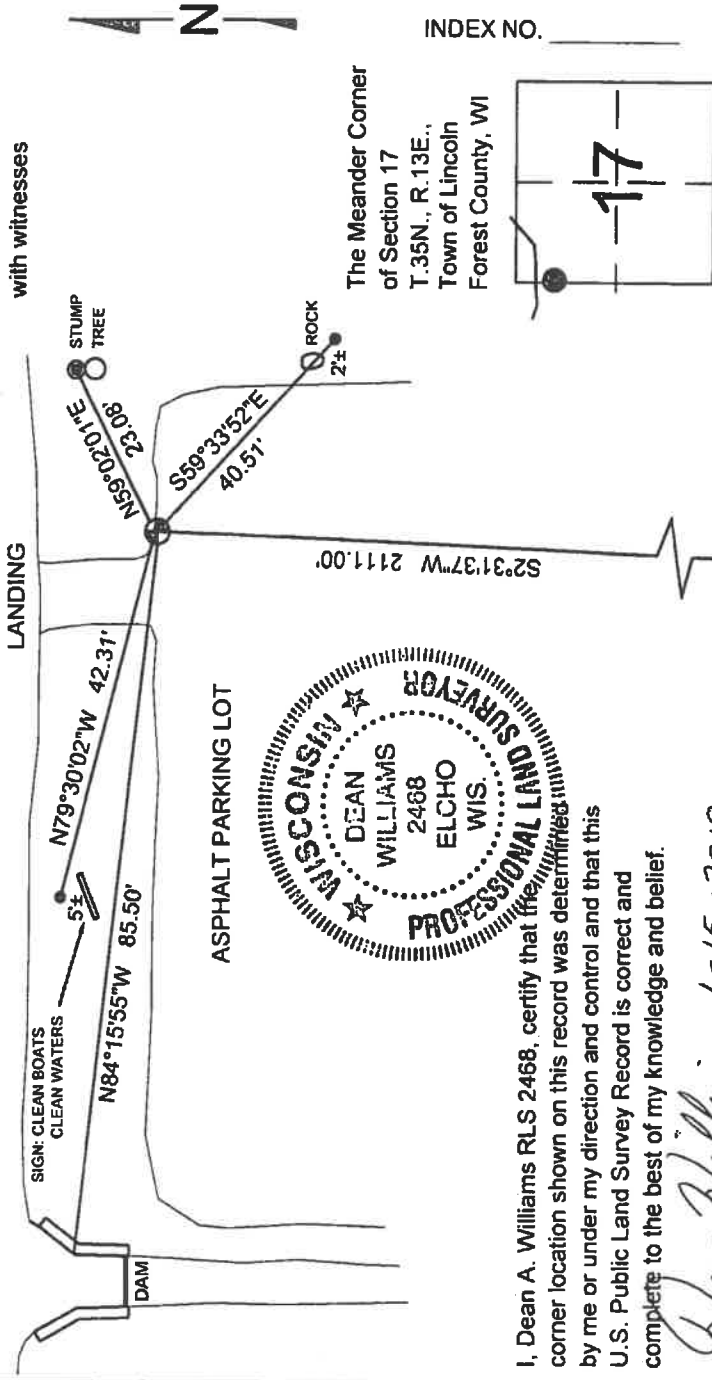 with witnesses
N
INDEX NO.
LANDING
STUMP
TREE
N59°02'01"E
23.08'
ROCK
2'±
S59°33'52"E
40.51'
The Meander Corner
of Section 17
T.35N., R.13E.,
Town of Lincoln
Forest County, WI
17
S2°31'37"W 2111.00'
N79°30'02"W 42.31'
SIGN: CLEAN BOATS
CLEAN WATERS
5'±
N84°15'55"W 85.50'
DAM
ASPHALT PARKING LOT
WISCONSIN
DEAN
WILLIAMS
2468
ELCHO
WIS.
PROFESSIONAL LAND SURVEYOR
I, Dean A. Williams RLS 2468, certify that the
corner location shown on this record was determined
by me or under my direction and control and that this
U.S. Public Land Survey Record is correct and
complete to the best of my knowledge and belief.